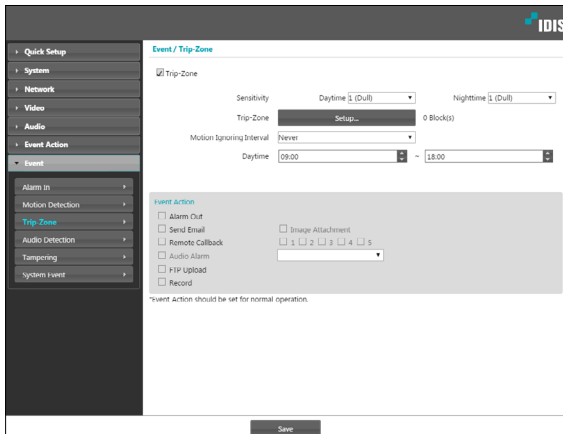 IDIS
Quick Setup
System
Network
Video
Audio
Event Action
Event
Alarm In
Motion Detection
Trip-Zone
Audio Detection
Tampering
System Event
Event / Trip-Zone
Trip-Zone
Sensitivity Daytime 1 (Dull) Nighttime 1 (Dull)
Trip-Zone Setup... 0 Block(s)
Motion Ignoring Interval Never
Daytime 09:00 ~ 18:00
Event Action
Alarm Out
Send Email Image Attachment
Remote Callback 1 2 3 4 5
Audio Alarm
FTP Upload
Record
*Event Action should be set for normal operation.
Save